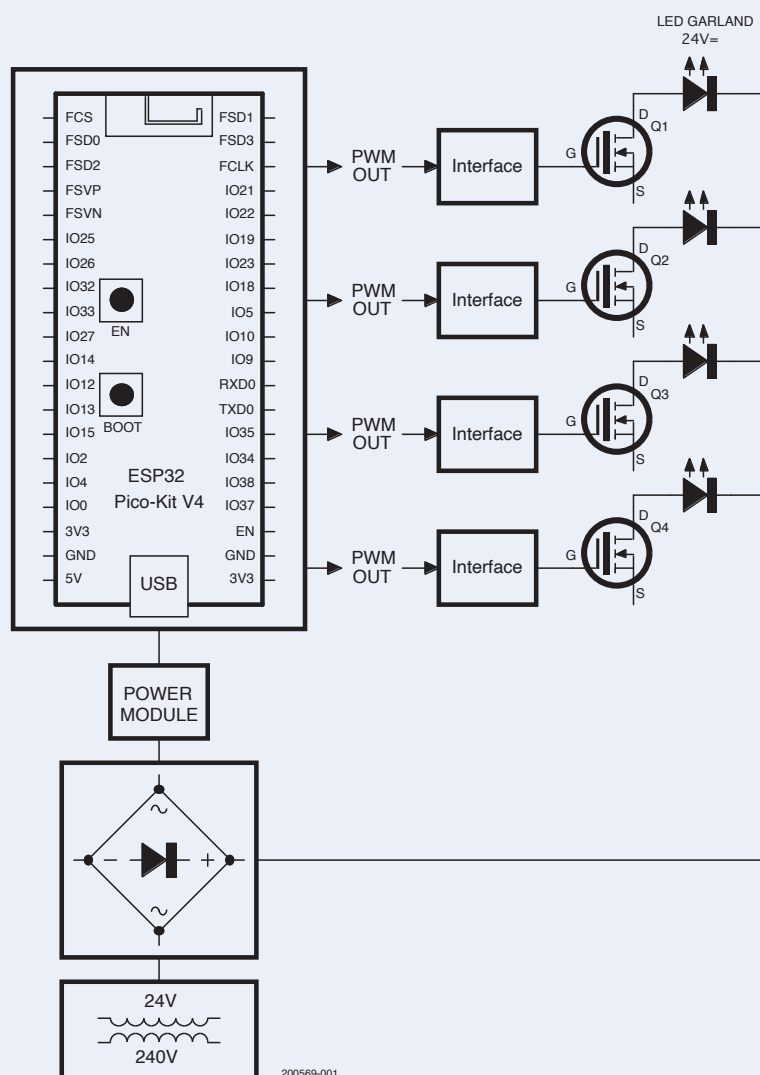 LED GARLAND
24V=
FCS
FSD0
FSD2
FSVP
FSVN
IO25
IO26
IO32
IO33
IO27
IO14
IO12
IO13
IO15
IO2
IO4
IO0
3V3
GND
5V
FSD1
FSD3
FCLK
IO21
IO22
IO19
IO23
IO18
IO5
IO10
IO9
RXD0
TXD0
IO35
IO34
IO38
IO37
EN
GND
3V3
EN
BOOT
ESP32
Pico-Kit V4
USB
PWM
OUT
Interface
G
D
Q1
S
PWM
OUT
Interface
G
D
Q2
S
PWM
OUT
Interface
G
D
Q3
S
PWM
OUT
Interface
G
D
Q4
S
POWER
MODULE
~
– +
~
24V
240V
200569-001